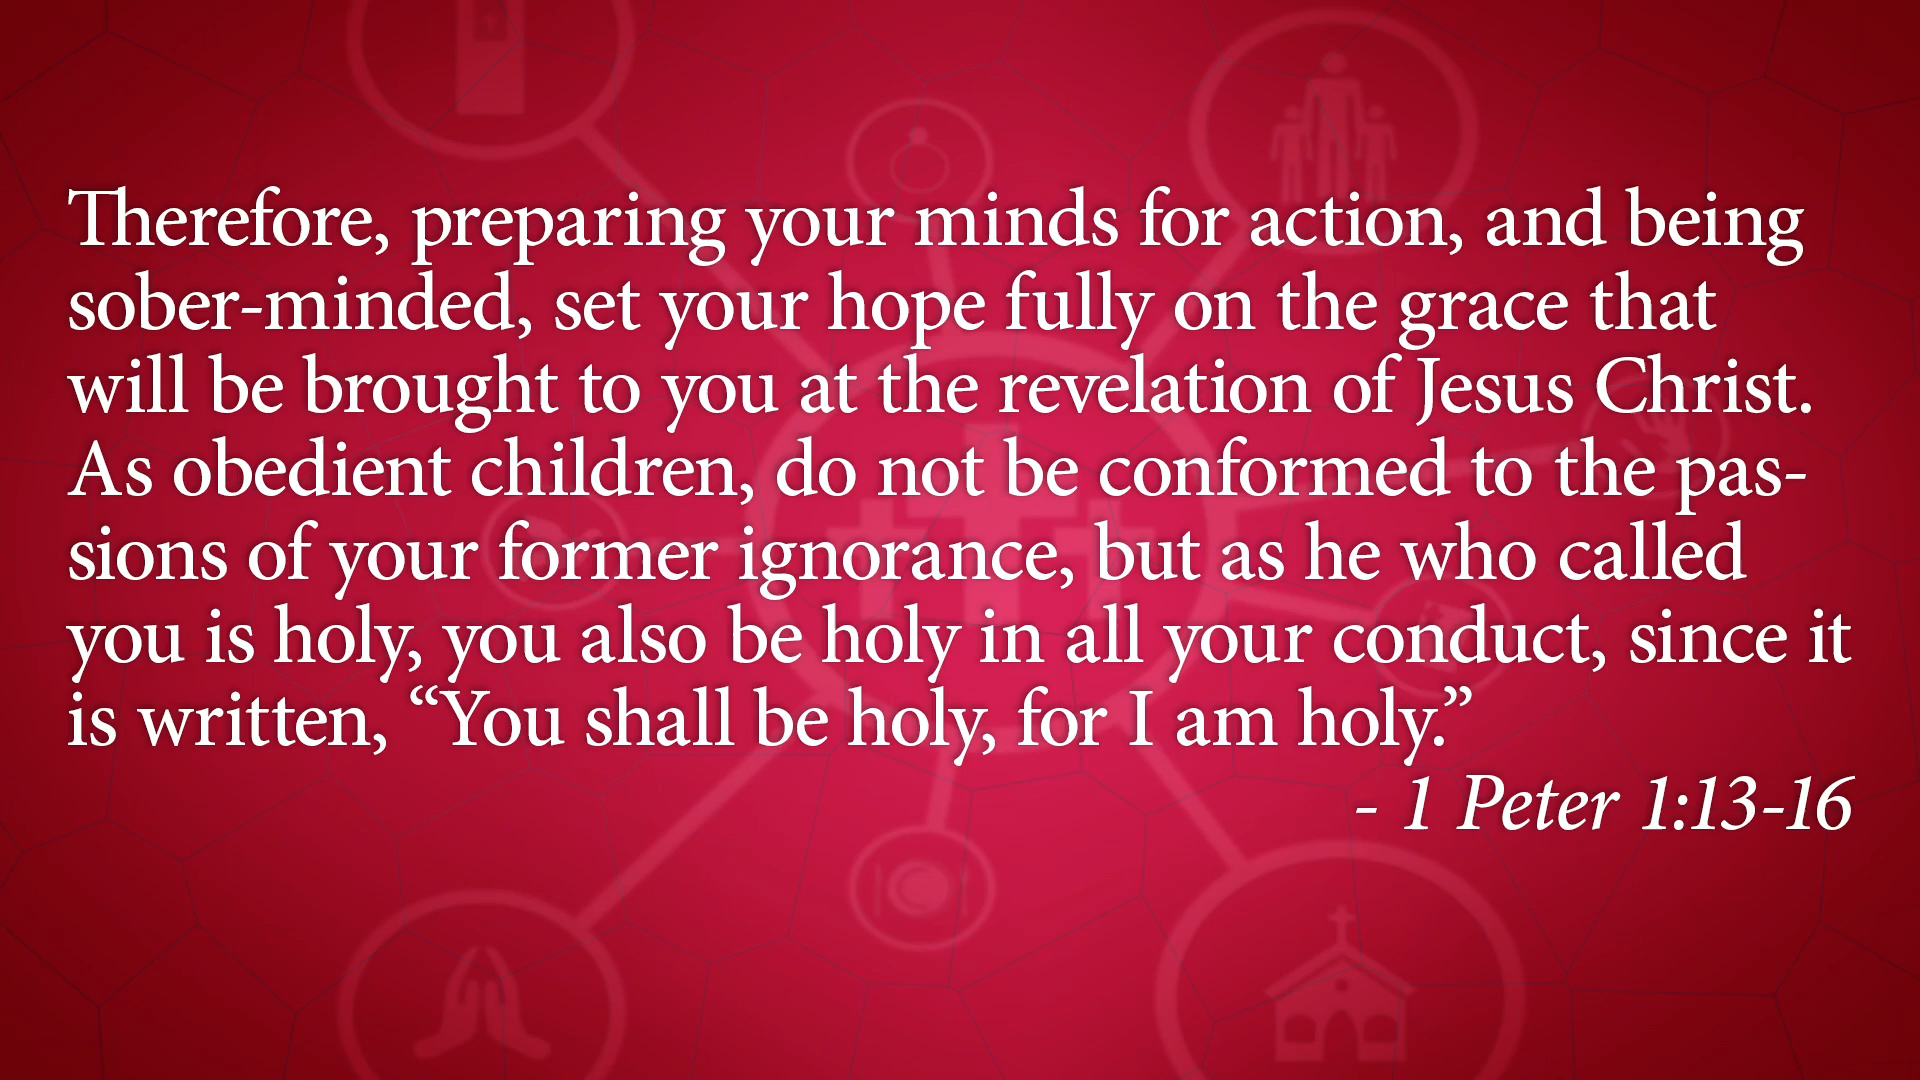 Therefore, preparing your minds for action, and being
sober-minded, set your hope fully on the grace that
will be brought to you at the revelation of Jesus Christ.
As obedient children, do not be conformed to the pas-
sions of your former ignorance, but as he who called
you is holy, you also be holy in all your conduct, since it
is written, “You shall be holy, for I am holy.”
- 1 Peter 1:13-16